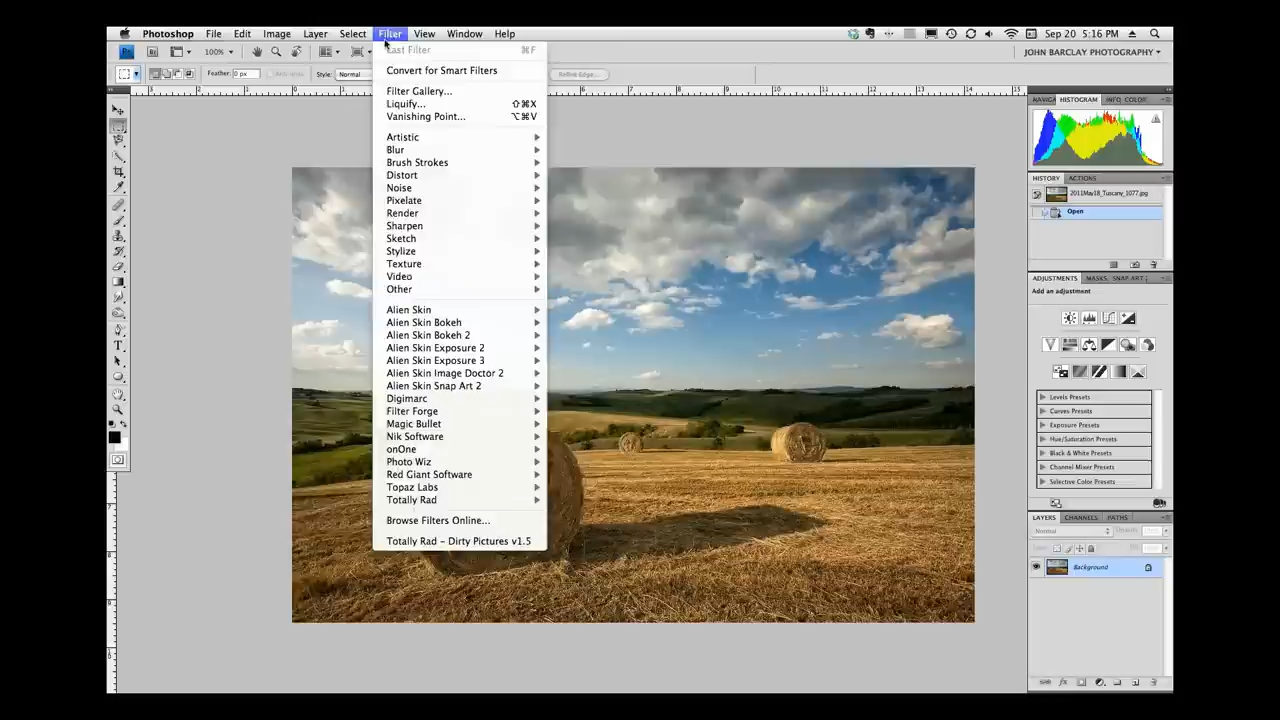 Photoshop File Edit Image Layer Select Filter View Window Help Sep 20 5:16 PM
Ps Br 100% JOHN BARCLAY PHOTOGRAPHY
Feather: 0 px Style: Normal Refine Edge...
Last Filter ⌘F
Convert for Smart Filters
Filter Gallery...
Liquify... ⇧⌘X
Vanishing Point... ⌥⌘V
Artistic
Blur
Brush Strokes
Distort
Noise
Pixelate
Render
Sharpen
Sketch
Stylize
Texture
Video
Other
Alien Skin
Alien Skin Bokeh
Alien Skin Bokeh 2
Alien Skin Exposure 2
Alien Skin Exposure 3
Alien Skin Image Doctor 2
Alien Skin Snap Art 2
Digimarc
Filter Forge
Magic Bullet
Nik Software
onOne
Photo Wiz
Red Giant Software
Topaz Labs
Totally Rad
Browse Filters Online...
Totally Rad - Dirty Pictures v1.5
HISTOGRAM INFO COLOR
HISTORY ACTIONS
2011May18_Tuscany_1077.jpg
Open
ADJUSTMENTS MASKS SNAP ART
Add an adjustment
Levels Presets
Curves Presets
Exposure Presets
Hue/Saturation Presets
Black & White Presets
Channel Mixer Presets
Selective Color Presets
LAYERS CHANNELS PATHS
Normal
Background